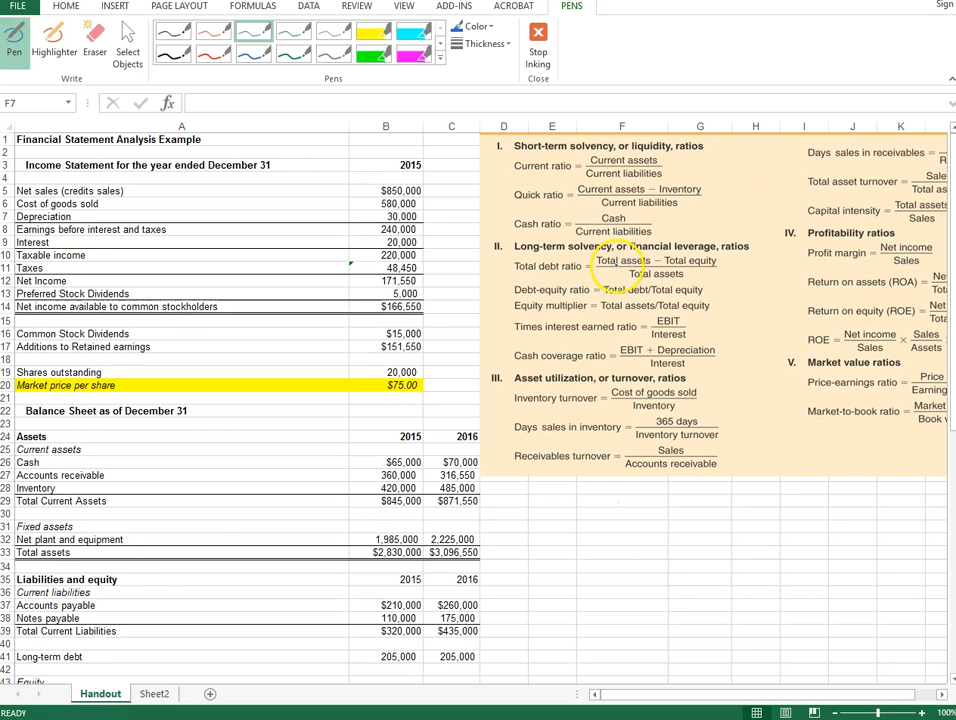 FILE HOME INSERT PAGE LAYOUT FORMULAS DATA REVIEW VIEW ADD-INS ACROBAT PENS Sign
Pen Highlighter Eraser Select Objects Color Thickness Stop Inking
Write Pens Close
F7 fx
A B C D E F G H I J K
1 Financial Statement Analysis Example
2
3 Income Statement for the year ended December 31 2015
4
5 Net sales (credits sales) $850,000
6 Cost of goods sold 580,000
7 Depreciation 30,000
8 Earnings before interest and taxes 240,000
9 Interest 20,000
10 Taxable income 220,000
11 Taxes 48,450
12 Net Income 171,550
13 Preferred Stock Dividends 5,000
14 Net income available to common stockholders $166,550
15
16 Common Stock Dividends $15,000
17 Additions to Retained earnings $151,550
18
19 Shares outstanding 20,000
20 Market price per share $75.00
21
22 Balance Sheet as of December 31
23
24 Assets 2015 2016
25 Current assets
26 Cash $65,000 $70,000
27 Accounts receivable 360,000 316,550
28 Inventory 420,000 485,000
29 Total Current Assets $845,000 $871,550
30
31 Fixed assets
32 Net plant and equipment 1,985,000 2,225,000
33 Total assets $2,830,000 $3,096,550
34
35 Liabilities and equity 2015 2016
36 Current liabilities
37 Accounts payable $210,000 $260,000
38 Notes payable 110,000 175,000
39 Total Current Liabilities $320,000 $435,000
40
41 Long-term debt 205,000 205,000
42
43 Equity
I. Short-term solvency, or liquidity, ratios
Current ratio = Current assets
Current liabilities
Quick ratio = Current assets − Inventory
Current liabilities
Cash ratio = Cash
Current liabilities
II. Long-term solvency, or financial leverage, ratios
Total debt ratio = Total assets − Total equity
Total assets
Debt-equity ratio = Total debt/Total equity
Equity multiplier = Total assets/Total equity
Times interest earned ratio = EBIT
Interest
Cash coverage ratio = EBIT + Depreciation
Interest
III. Asset utilization, or turnover, ratios
Inventory turnover = Cost of goods sold
Inventory
Days sales in inventory = 365 days
Inventory turnover
Receivables turnover = Sales
Accounts receivable
Days sales in receivables =
R
Total asset turnover = Sale
Total as
Capital intensity = Total assets
Sales
IV. Profitability ratios
Profit margin = Net income
Sales
Return on assets (ROA) = Ne
Tota
Return on equity (ROE) = Net
Tota
ROE = Net income × Sales
Sales Assets
V. Market value ratios
Price-earnings ratio = Price
Earning
Market-to-book ratio = Market
Book v
Handout Sheet2
READY 100%